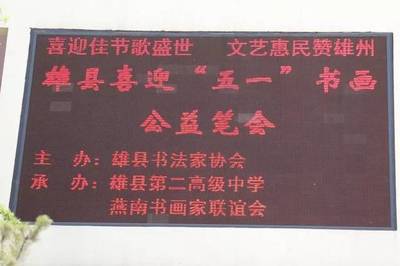 喜迎佳节歌盛世 文艺惠民赞雄州
雄县喜迎“五一”书画
公益笔会
主 办：雄县书法家协会
承 办：雄县第二高级中学
燕南书画家联谊会